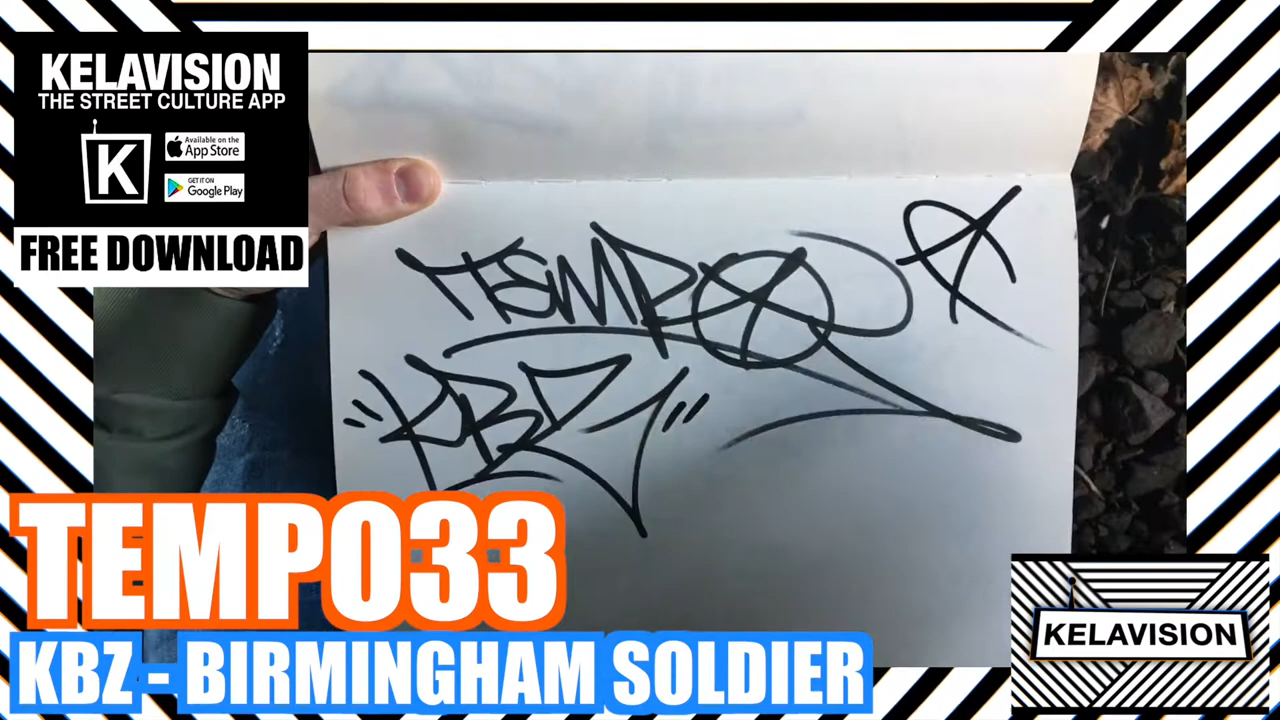 KELAVISION
THE STREET CULTURE APP
K
Available on the
App Store
GET IT ON
Google Play
FREE DOWNLOAD
TEMPO
"KBZ"
TEMPO33
KBZ - BIRMINGHAM SOLDIER
KELAVISION